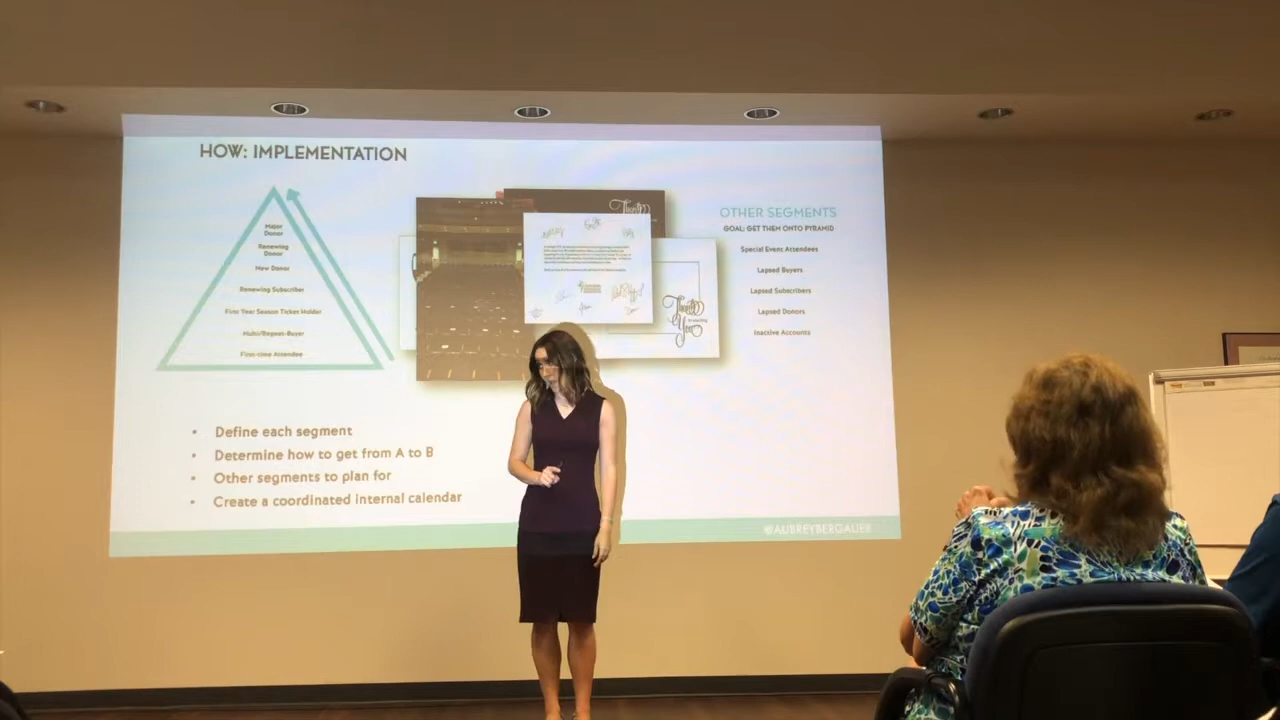 HOW: IMPLEMENTATION
Major
Donor
Renewing
Donor
New Donor
Renewing Subscriber
First Year Season Ticket Holder
Multi/Repeat-Buyer
First-time Attendee
Thank
Thank
You
OTHER SEGMENTS
GOAL: GET THEM ONTO PYRAMID
Special Event Attendees
Lapsed Buyers
Lapsed Subscribers
Lapsed Donors
Inactive Accounts
• Define each segment
• Determine how to get from A to B
• Other segments to plan for
• Create a coordinated internal calendar
@AUBREYBERGAUER